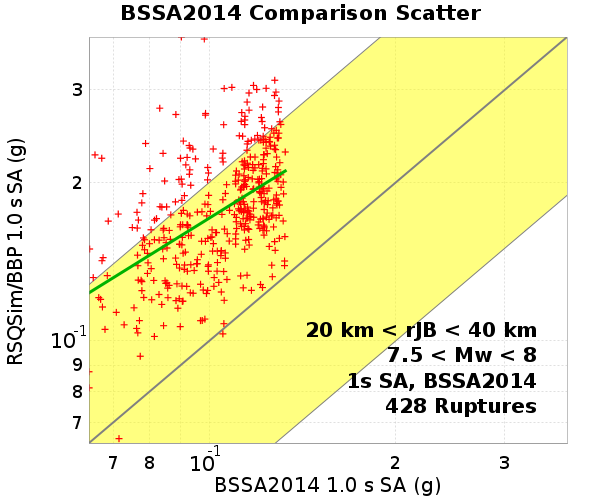 BSSA2014 Comparison Scatter
RSQSim/BBP 1.0 s SA (g)
3
2
10-1
9
8
7
20 km < rJB < 40 km
7.5 < Mw < 8
1s SA, BSSA2014
428 Ruptures
7 8 10-1 2 3
BSSA2014 1.0 s SA (g)